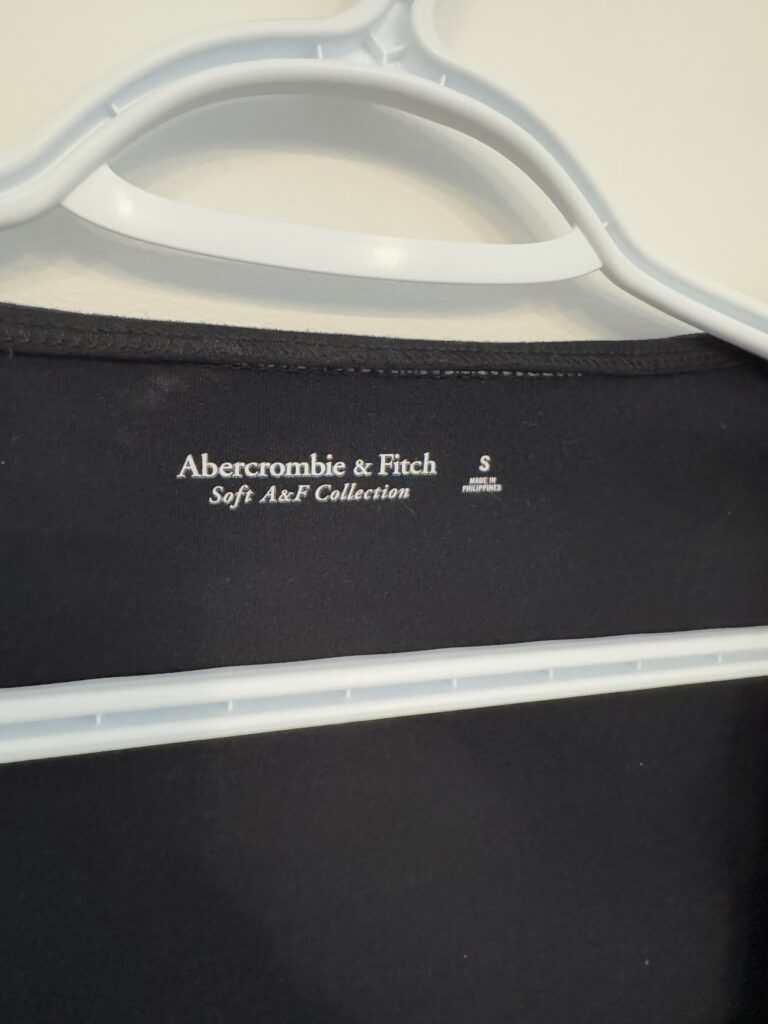 Abercrombie & Fitch
Soft A&F Collection
S
MADE IN
PHILIPPINES